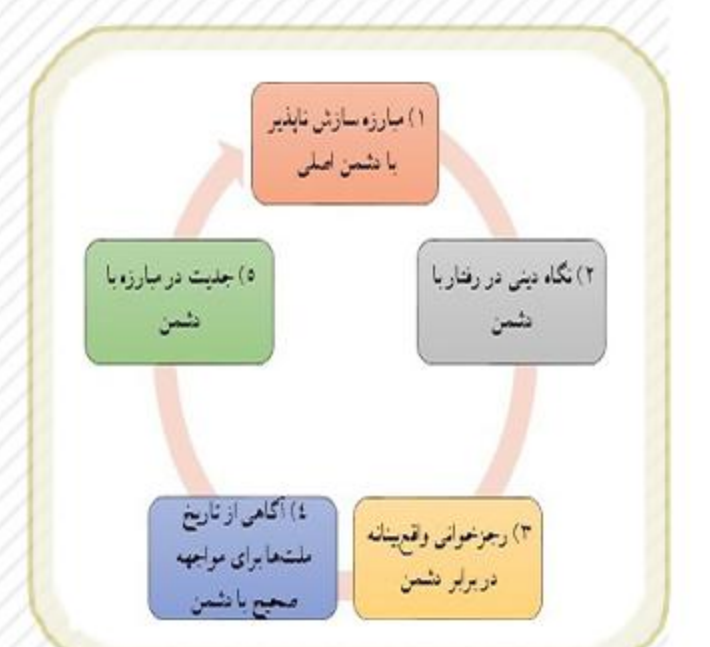 ۱) مبارزه سازش ناپذیر
با دشمن اصلی
۲) نگاه دینی در رفتار با
دشمن
۳) رجزخوانی واقع‌بینانه
در برابر دشمن
٤) آگاهی از تاریخ
ملت‌ها برای مواجهه
صحیح با دشمن
۵) جدیت در مبارزه با
دشمن